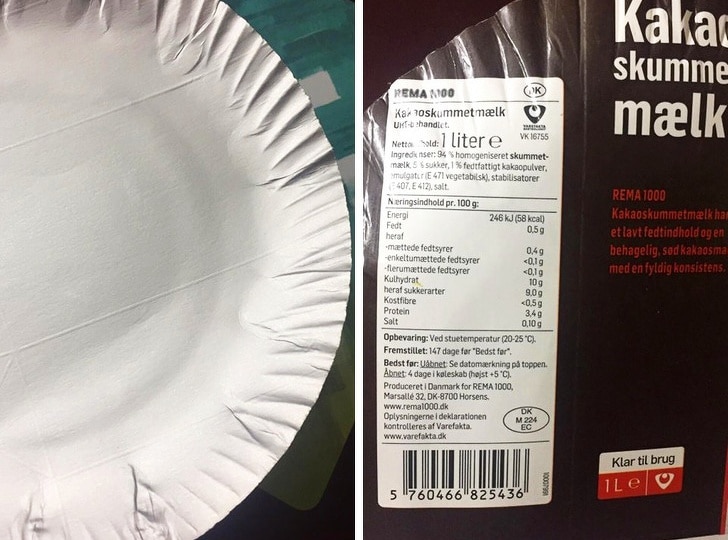 REMA 1000
DK
Kakaoskummetmælk
UHT-behandlet.
VAREFAKTA
VK 16755
1 liter e
Ingredienser: 94 % homogeniseret skummet-
mælk, 5 % sukker, 1 % fedtfattigt kakaopulver,
emulgator (E 471 vegetabilsk), stabilisatorer
(E 407, E 412), salt.
Næringsindhold pr. 100 g:
Energi 246 kJ (58 kcal)
Fedt 0,5 g
heraf
-mættede fedtsyrer 0,4 g
-enkeltumættede fedtsyrer <0,1 g
-flerumættede fedtsyrer <0,1 g
Kulhydrat 10 g
heraf sukkerarter 9,0 g
Kostfibre <0,5 g
Protein 3,4 g
Salt 0,10 g
Opbevaring: Ved stuetemperatur (20-25 °C).
Fremstillet: 147 dage før "Bedst før".
Bedst før: Uåbnet: Se datomærkning på toppen.
Åbnet: 4 dage i køleskab (højst +5 °C).
Produceret i Danmark for REMA 1000,
Marsallé 32, DK-8700 Horsens.
www.rema1000.dk
Oplysningerne i deklarationen
kontrolleres af Varefakta.
www.varefakta.dk
DK
M 224
EC
5 760466 825436
Kaka
skumme
mælk
REMA 1000
Kakaoskummetmælk har
et lavt fedtindhold og en
behagelig, sød kakaosma
med en fyldig konsistens.
Klar til brug
1L e